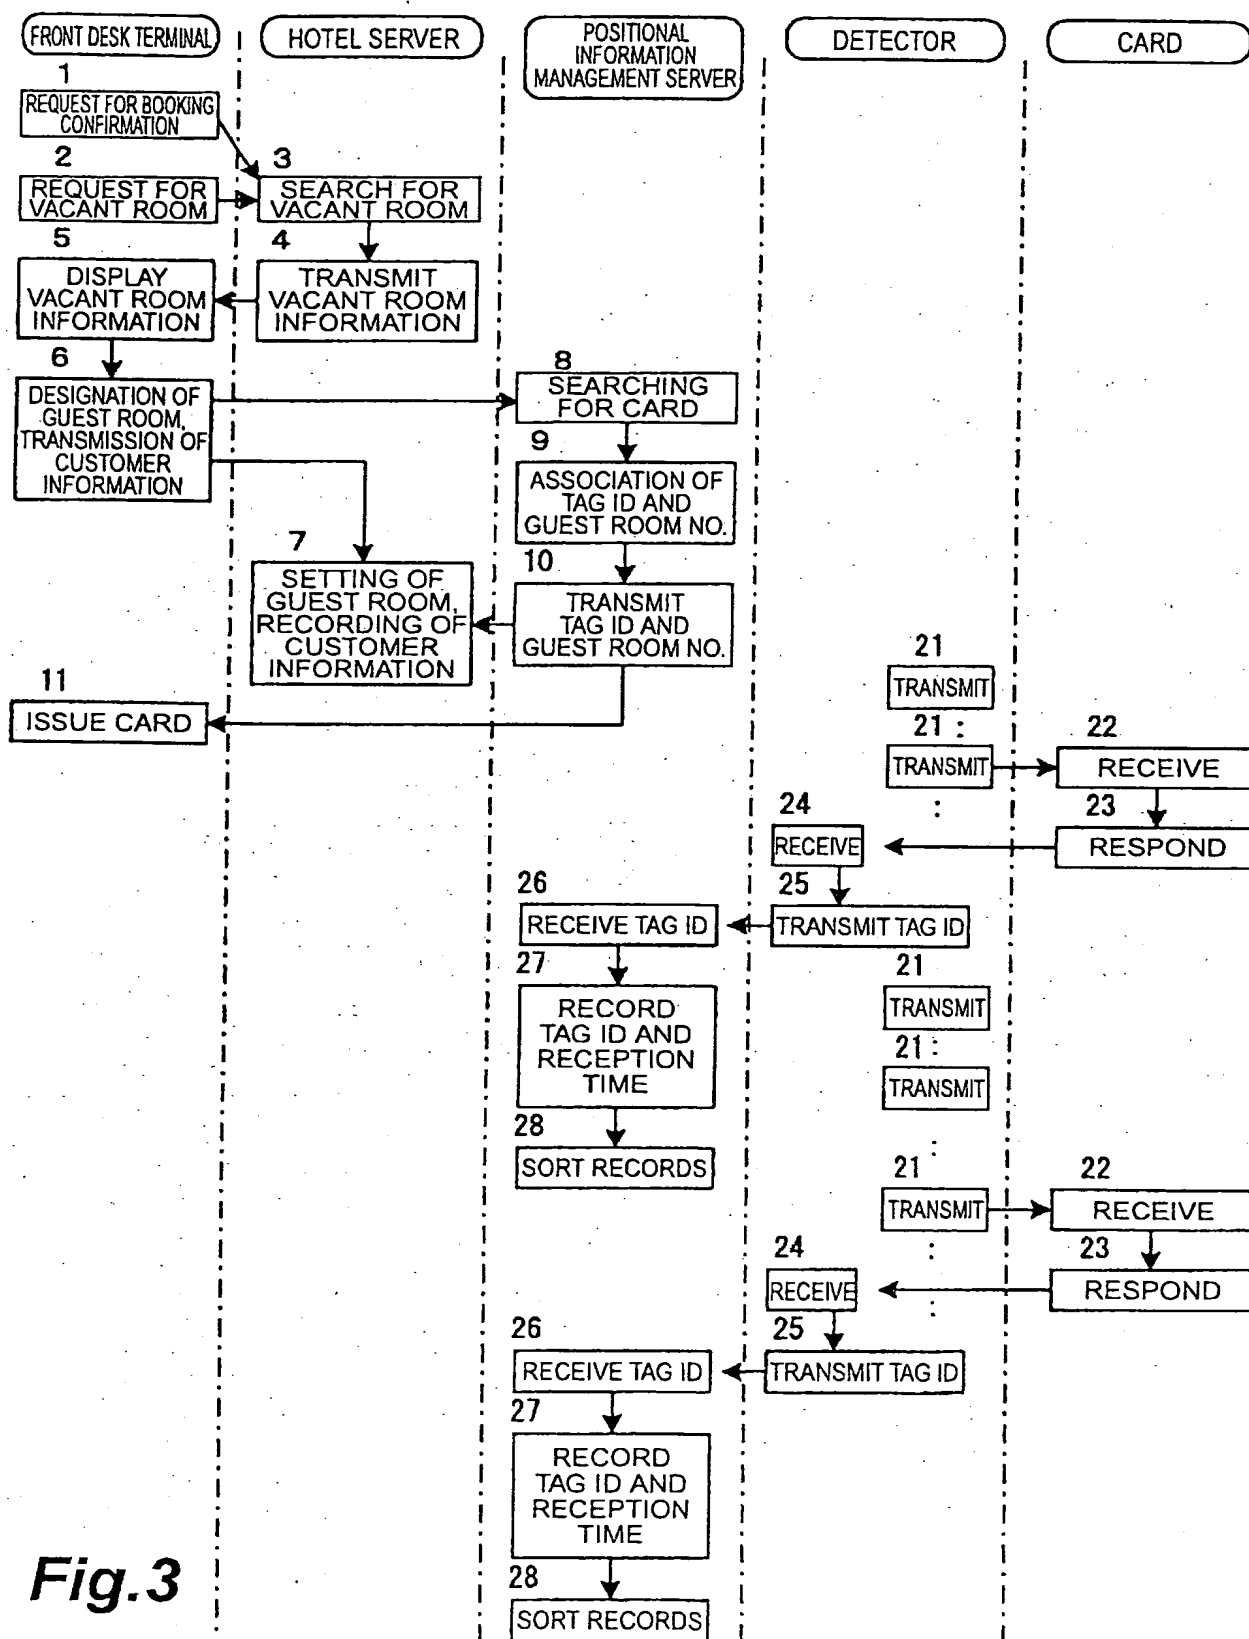 FRONT DESK TERMINAL
HOTEL SERVER
POSITIONAL
INFORMATION
MANAGEMENT SERVER
DETECTOR
CARD
1
REQUEST FOR BOOKING
CONFIRMATION
2
REQUEST FOR
VACANT ROOM
3
SEARCH FOR
VACANT ROOM
5
DISPLAY
VACANT ROOM
INFORMATION
4
TRANSMIT
VACANT ROOM
INFORMATION
6
DESIGNATION OF
GUEST ROOM,
TRANSMISSION OF
CUSTOMER
INFORMATION
8
SEARCHING
FOR CARD
9
ASSOCIATION OF
TAG ID AND
GUEST ROOM NO.
7
SETTING OF
GUEST ROOM,
RECORDING OF
CUSTOMER
INFORMATION
10
TRANSMIT
TAG ID AND
GUEST ROOM NO.
11
ISSUE CARD
21
TRANSMIT
21 :
TRANSMIT
:
22
RECEIVE
23
RESPOND
24
RECEIVE
25
TRANSMIT TAG ID
26
RECEIVE TAG ID
27
RECORD
TAG ID AND
RECEPTION
TIME
28
SORT RECORDS
21
TRANSMIT
21 :
TRANSMIT
:
21
TRANSMIT
:
22
RECEIVE
23
RESPOND
24
RECEIVE
:
25
TRANSMIT TAG ID
26
RECEIVE TAG ID
27
RECORD
TAG ID AND
RECEPTION
TIME
28
SORT RECORDS
Fig.3